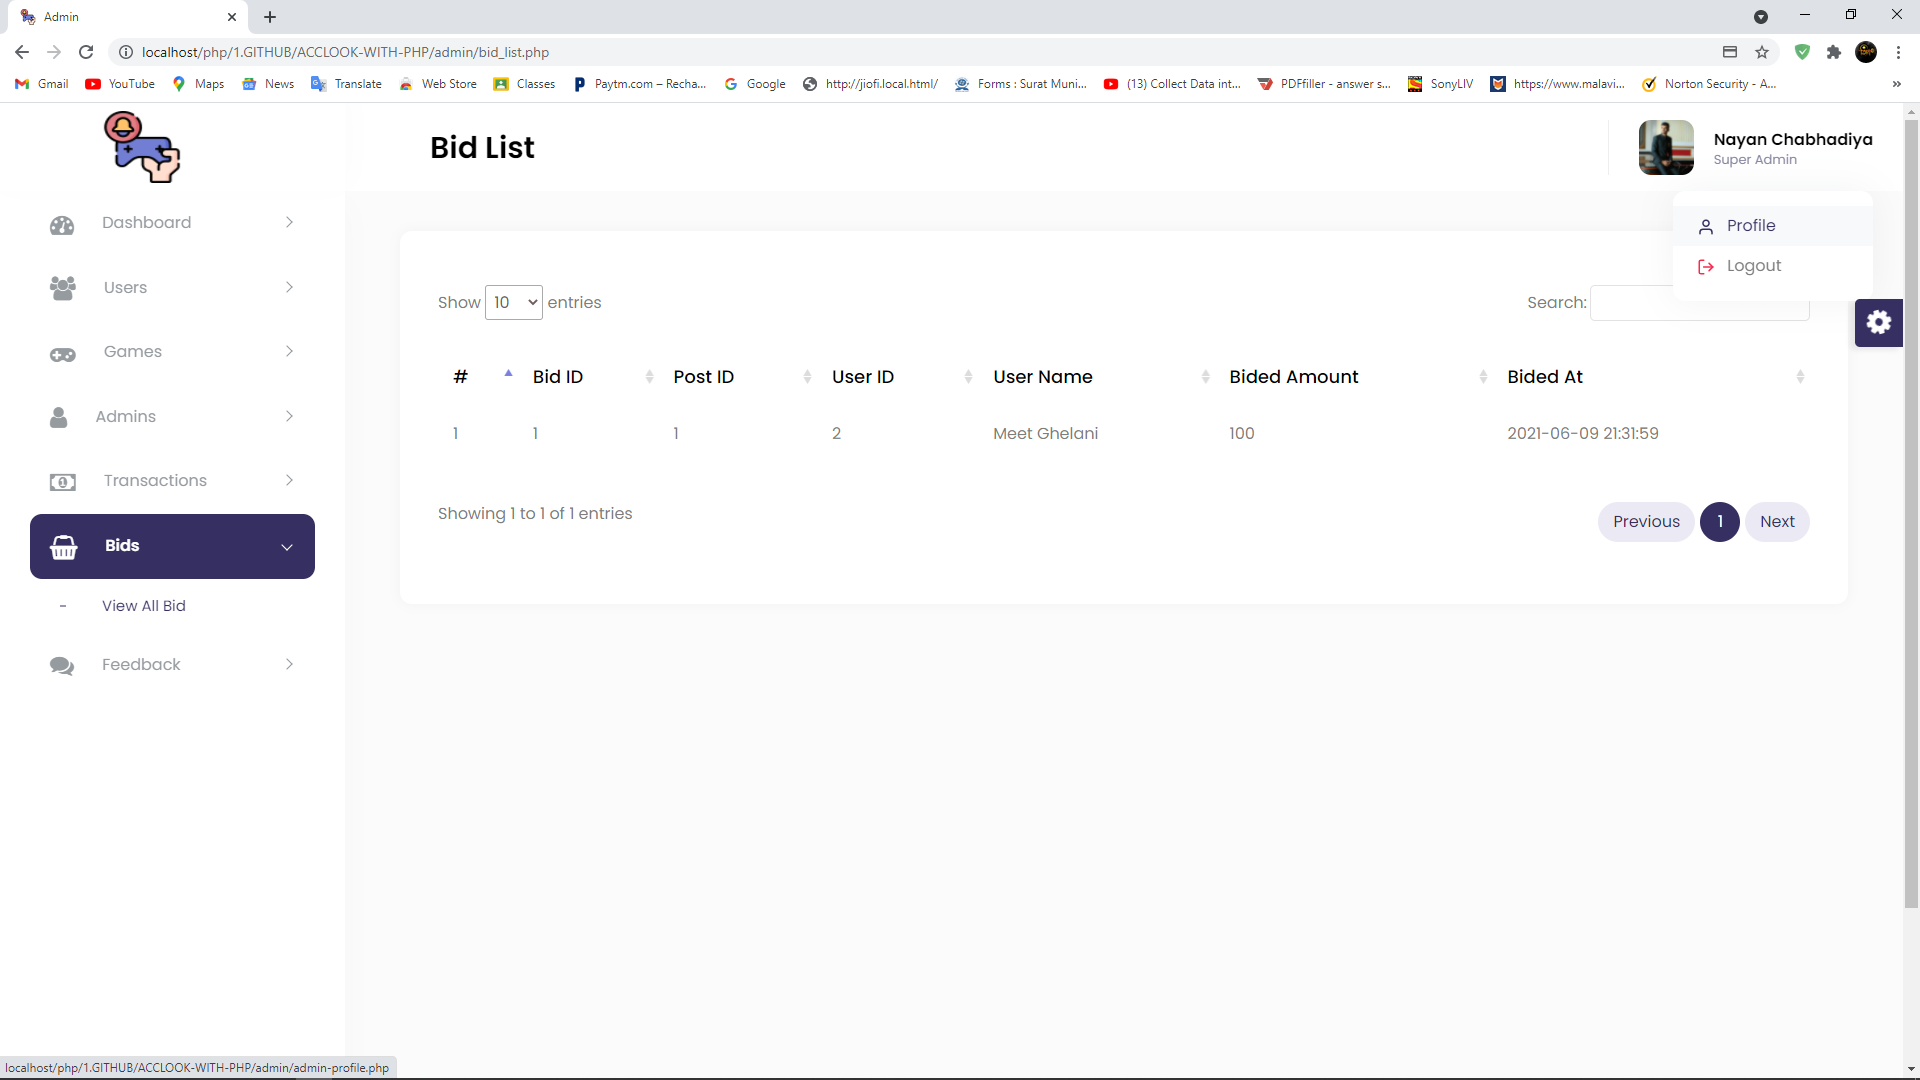 Admin
localhost/php/1.GITHUB/ACCLOOK-WITH-PHP/admin/bid_list.php
Gmail YouTube Maps News Translate Web Store Classes Paytm.com – Recha... Google http://jiofi.local.html/ Forms : Surat Muni... (13) Collect Data int... PDFfiller - answer s... SonyLIV https://www.malavi... Norton Security - A... »
Bid List
Nayan Chabhadiya
Super Admin
Profile
Logout
Dashboard
Users
Games
Admins
Transactions
Bids
- View All Bid
Feedback
Show 10 entries
Search:
# Bid ID Post ID User ID User Name Bided Amount Bided At
1 1 1 2 Meet Ghelani 100 2021-06-09 21:31:59
Showing 1 to 1 of 1 entries
Previous 1 Next
localhost/php/1.GITHUB/ACCLOOK-WITH-PHP/admin/admin-profile.php